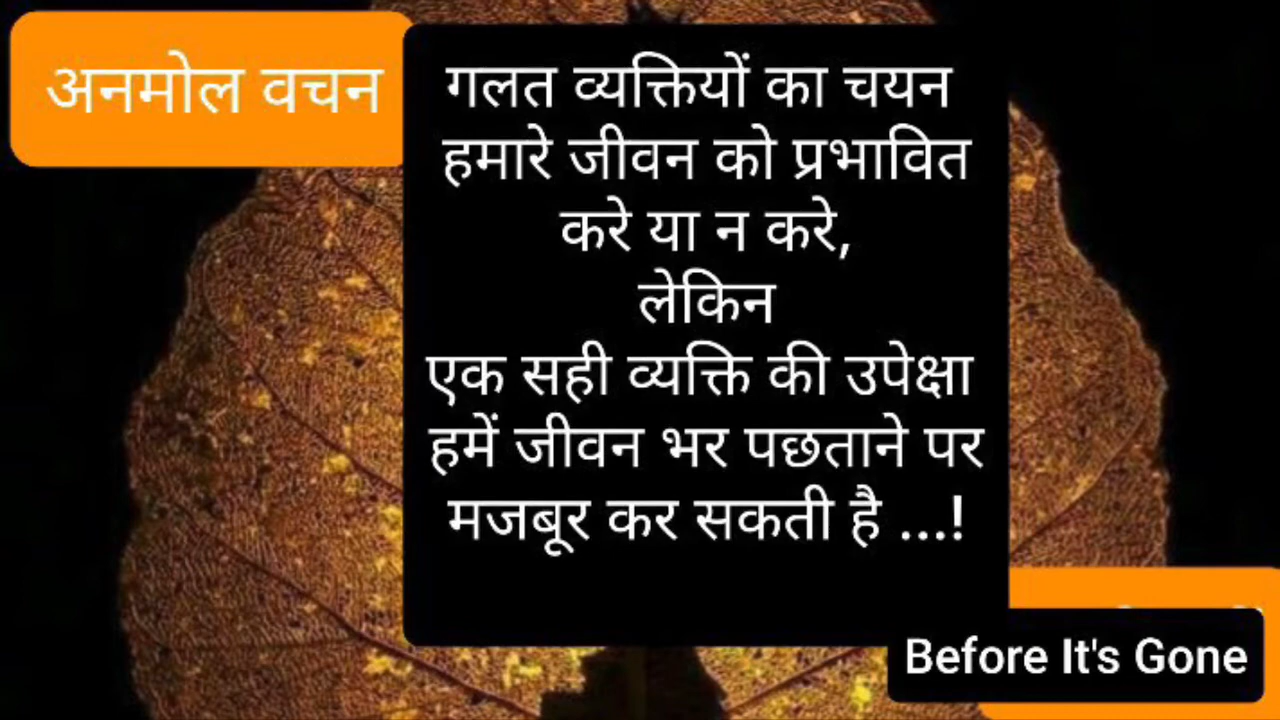 अनमोल वचन
गलत व्यक्तियों का चयन
हमारे जीवन को प्रभावित
करे या न करे,
लेकिन
एक सही व्यक्ति की उपेक्षा
हमें जीवन भर पछताने पर
मजबूर कर सकती है ...!
Before It's Gone